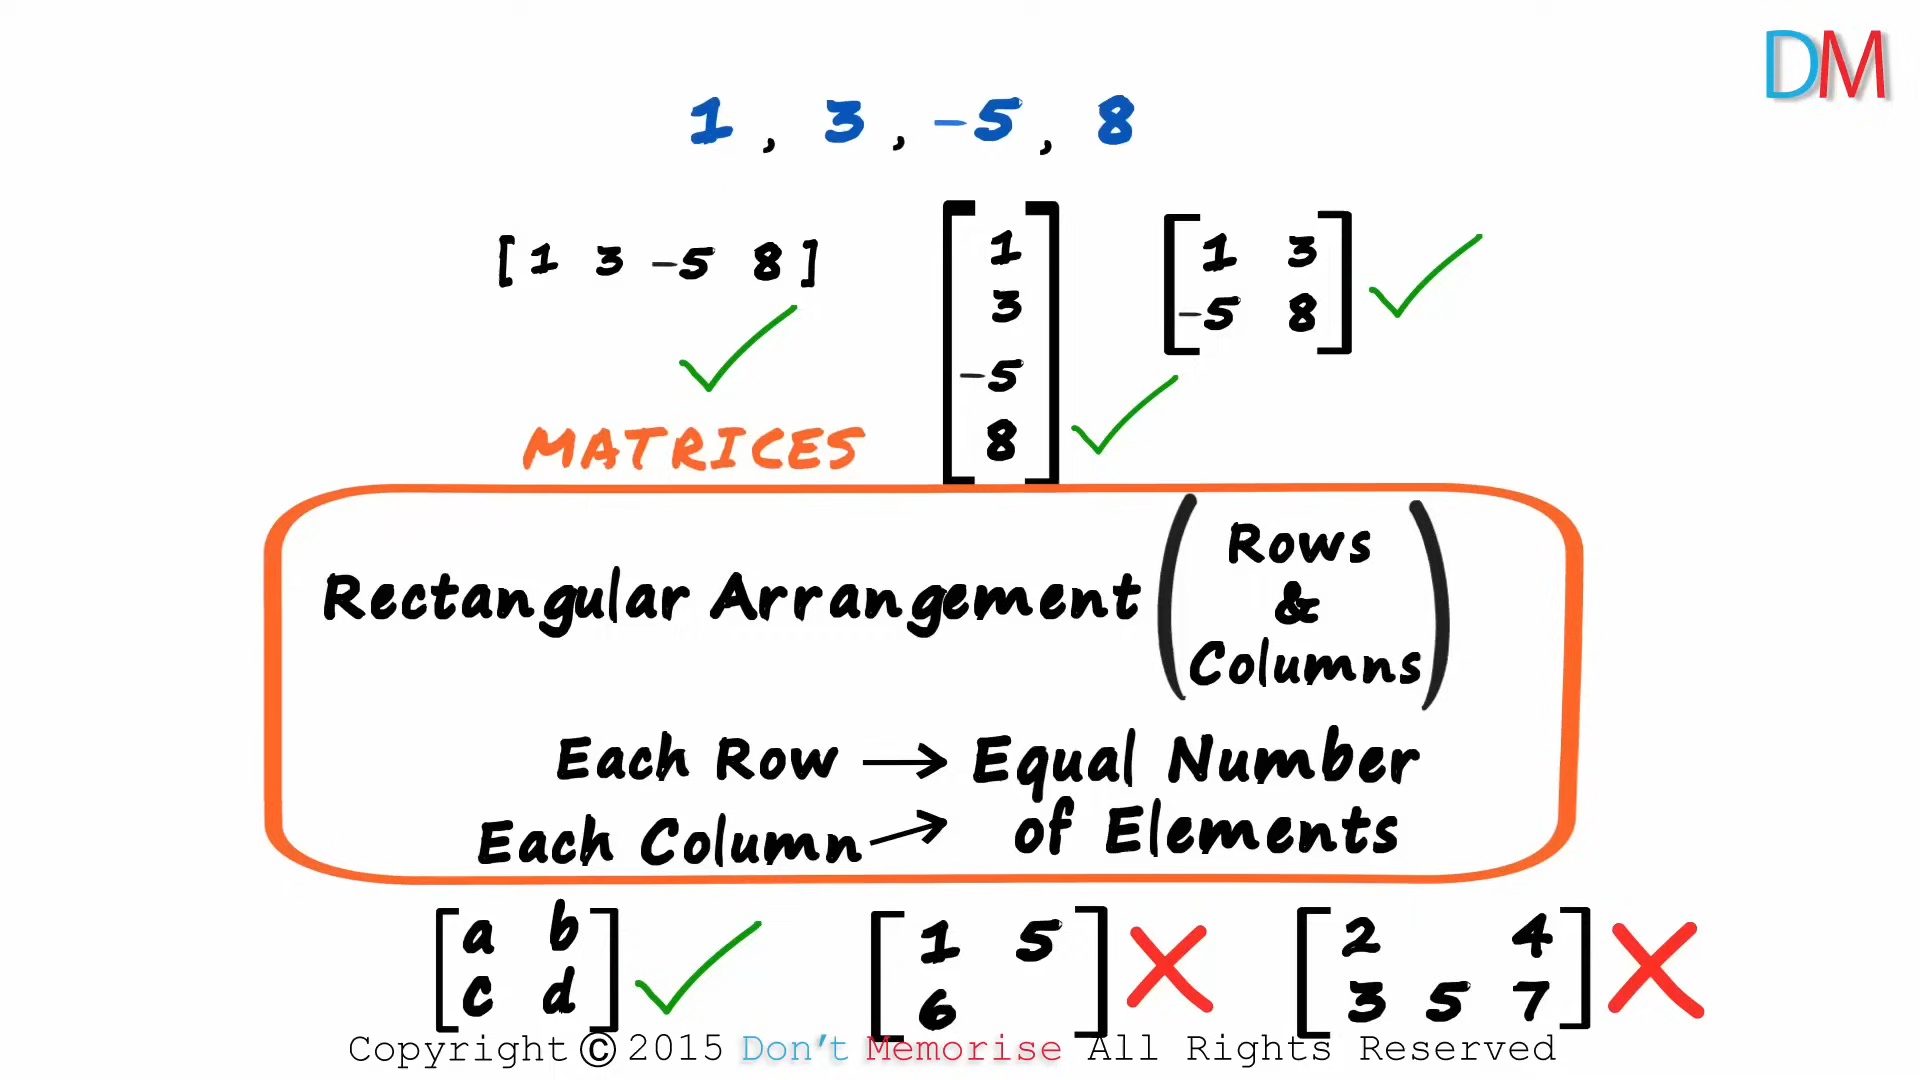 DM
1 , 3 , -5 , 8
[ 1 3 -5 8 ]
1
3
-5
8
1 3
-5 8
MATRICES
Rectangular Arrangement ( Rows
&
Columns )
Each Row → Equal Number
Each Column → of Elements
a b
c d
1 5
6
2 4
3 5 7
Copyright © 2015 Don't Memorise All Rights Reserved